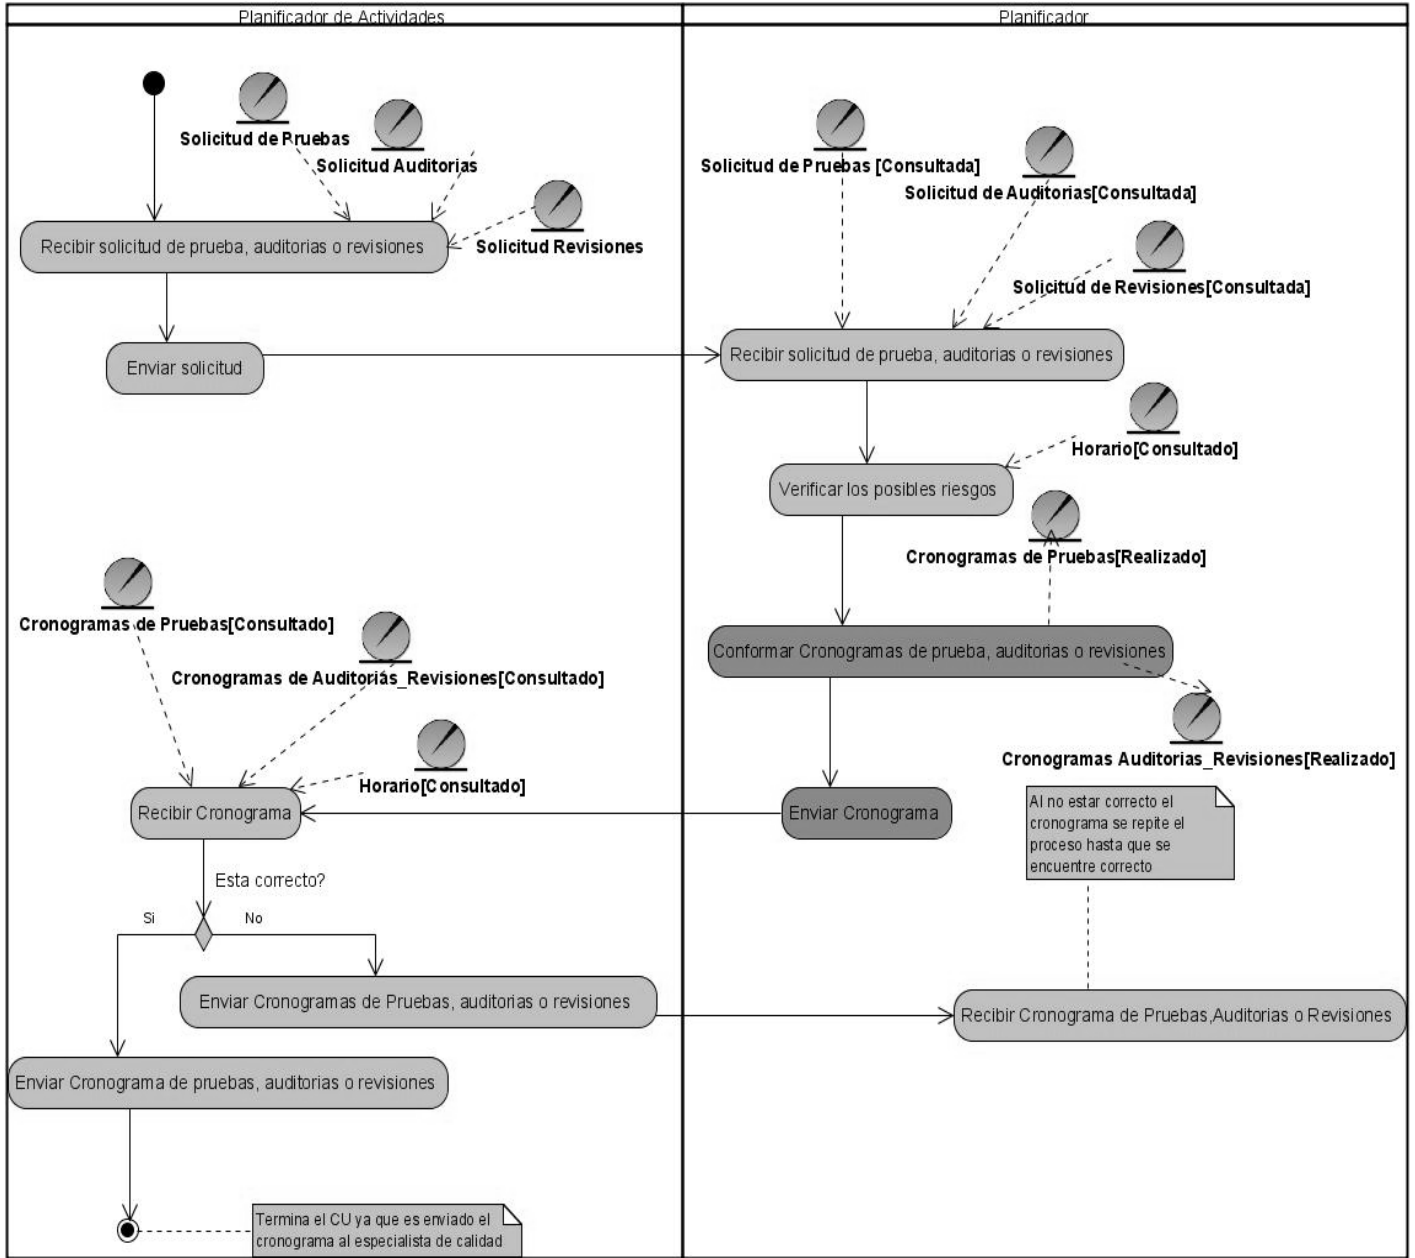 Planificador de Actividades
Planificador
Solicitud de Pruebas
Solicitud Auditorias
Solicitud Revisiones
Recibir solicitud de prueba, auditorias o revisiones
Enviar solicitud
Solicitud de Pruebas [Consultada]
Solicitud de Auditorias[Consultada]
Solicitud de Revisiones[Consultada]
Recibir solicitud de prueba, auditorias o revisiones
Horario[Consultado]
Verificar los posibles riesgos
Cronogramas de Pruebas[Realizado]
Conformar Cronogramas de prueba, auditorias o revisiones
Cronogramas Auditorias_Revisiones[Realizado]
Enviar Cronograma
Cronogramas de Pruebas[Consultado]
Cronogramas de Auditorias_Revisiones[Consultado]
Horario[Consultado]
Recibir Cronograma
Esta correcto?
Si
No
Enviar Cronogramas de Pruebas, auditorias o revisiones
Al no estar correcto el
cronograma se repite el
proceso hasta que se
encuentre correcto
Recibir Cronograma de Pruebas,Auditorias o Revisiones
Enviar Cronograma de pruebas, auditorias o revisiones
Termina el CU ya que es enviado el
cronograma al especialista de calidad